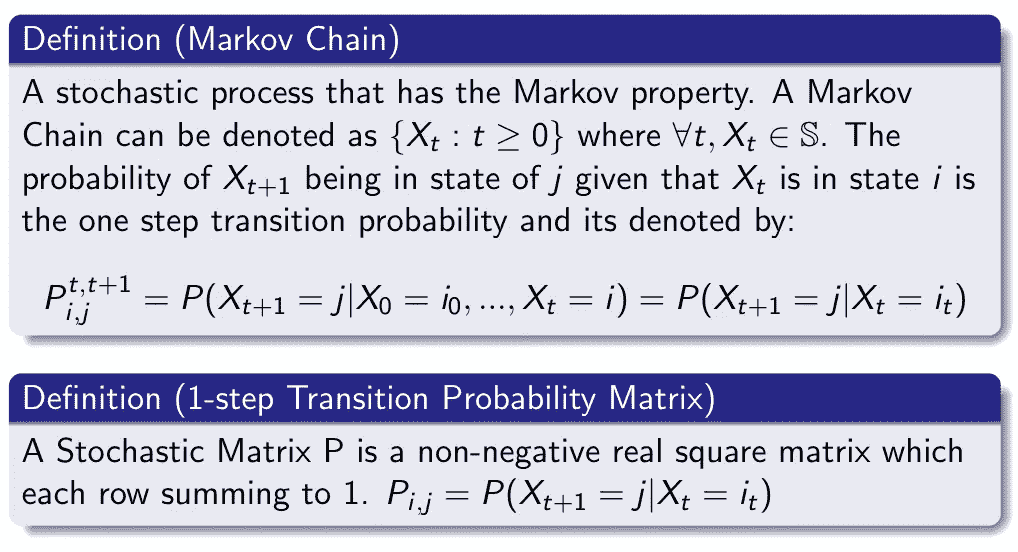 Definition (Markov Chain)
A stochastic process that has the Markov property. A Markov
Chain can be denoted as {X_t : t ≥ 0} where ∀t, X_t ∈ 𝕊. The
probability of X_{t+1} being in state of j given that X_t is in state i is
the one step transition probability and its denoted by:
P_{i,j}^{t,t+1} = P(X_{t+1} = j|X_0 = i_0, ..., X_t = i) = P(X_{t+1} = j|X_t = i_t)
Definition (1-step Transition Probability Matrix)
A Stochastic Matrix P is a non-negative real square matrix which
each row summing to 1. P_{i,j} = P(X_{t+1} = j|X_t = i_t)